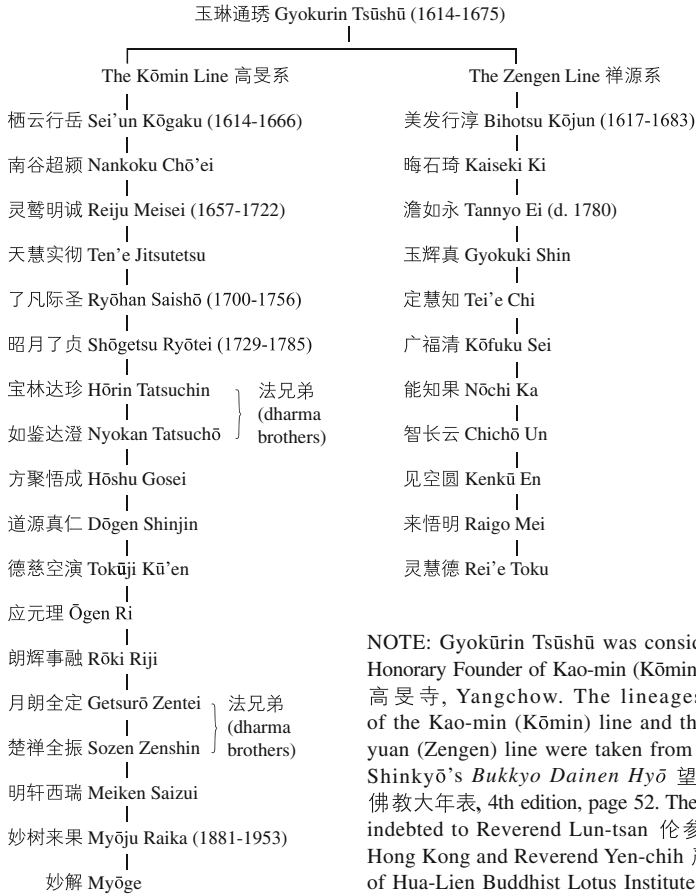 玉琳通琇 Gyokurin Tsūshū (1614-1675)
The Kōmin Line 高旻系
栖云行岳 Sei'un Kōgaku (1614-1666)
南谷超颍 Nankoku Chō'ei
灵鹫明诚 Reiju Meisei (1657-1722)
天慧实彻 Ten'e Jitsutetsu
了凡际圣 Ryōhan Saishō (1700-1756)
昭月了贞 Shōgetsu Ryōtei (1729-1785)
宝林达珍 Hōrin Tatsuchin
如鉴达澄 Nyokan Tatsuchō
法兄弟
(dharma
brothers)
方聚悟成 Hōshu Gosei
道源真仁 Dōgen Shinjin
德慈空演 Tokūji Kū'en
应元理 Ōgen Ri
朗辉事融 Rōki Riji
月朗全定 Getsurō Zentei
楚禅全振 Sozen Zenshin
法兄弟
(dharma
brothers)
明轩西瑞 Meiken Saizui
妙树来果 Myōju Raika (1881-1953)
妙解 Myōge
The Zengen Line 禅源系
美发行淳 Bihotsu Kōjun (1617-1683)
晦石琦 Kaiseki Ki
澹如永 Tannyo Ei (d. 1780)
玉辉真 Gyokuki Shin
定慧知 Tei'e Chi
广福清 Kōfuku Sei
能知果 Nōchi Ka
智长云 Chichō Un
见空圆 Kenkū En
来悟明 Raigo Mei
灵慧德 Rei'e Toku
NOTE: Gyokūrin Tsūshū was consid
Honorary Founder of Kao-min (Kōmin
高旻寺, Yangchow. The lineages
of the Kao-min (Kōmin) line and th
yuan (Zengen) line were taken from
Shinkyō's Bukkyo Dainen Hyō 望
佛教大年表, 4th edition, page 52. The
indebted to Reverend Lun-tsan 伦参
Hong Kong and Reverend Yen-chih
of Hua-Lien Buddhist Lotus Institute